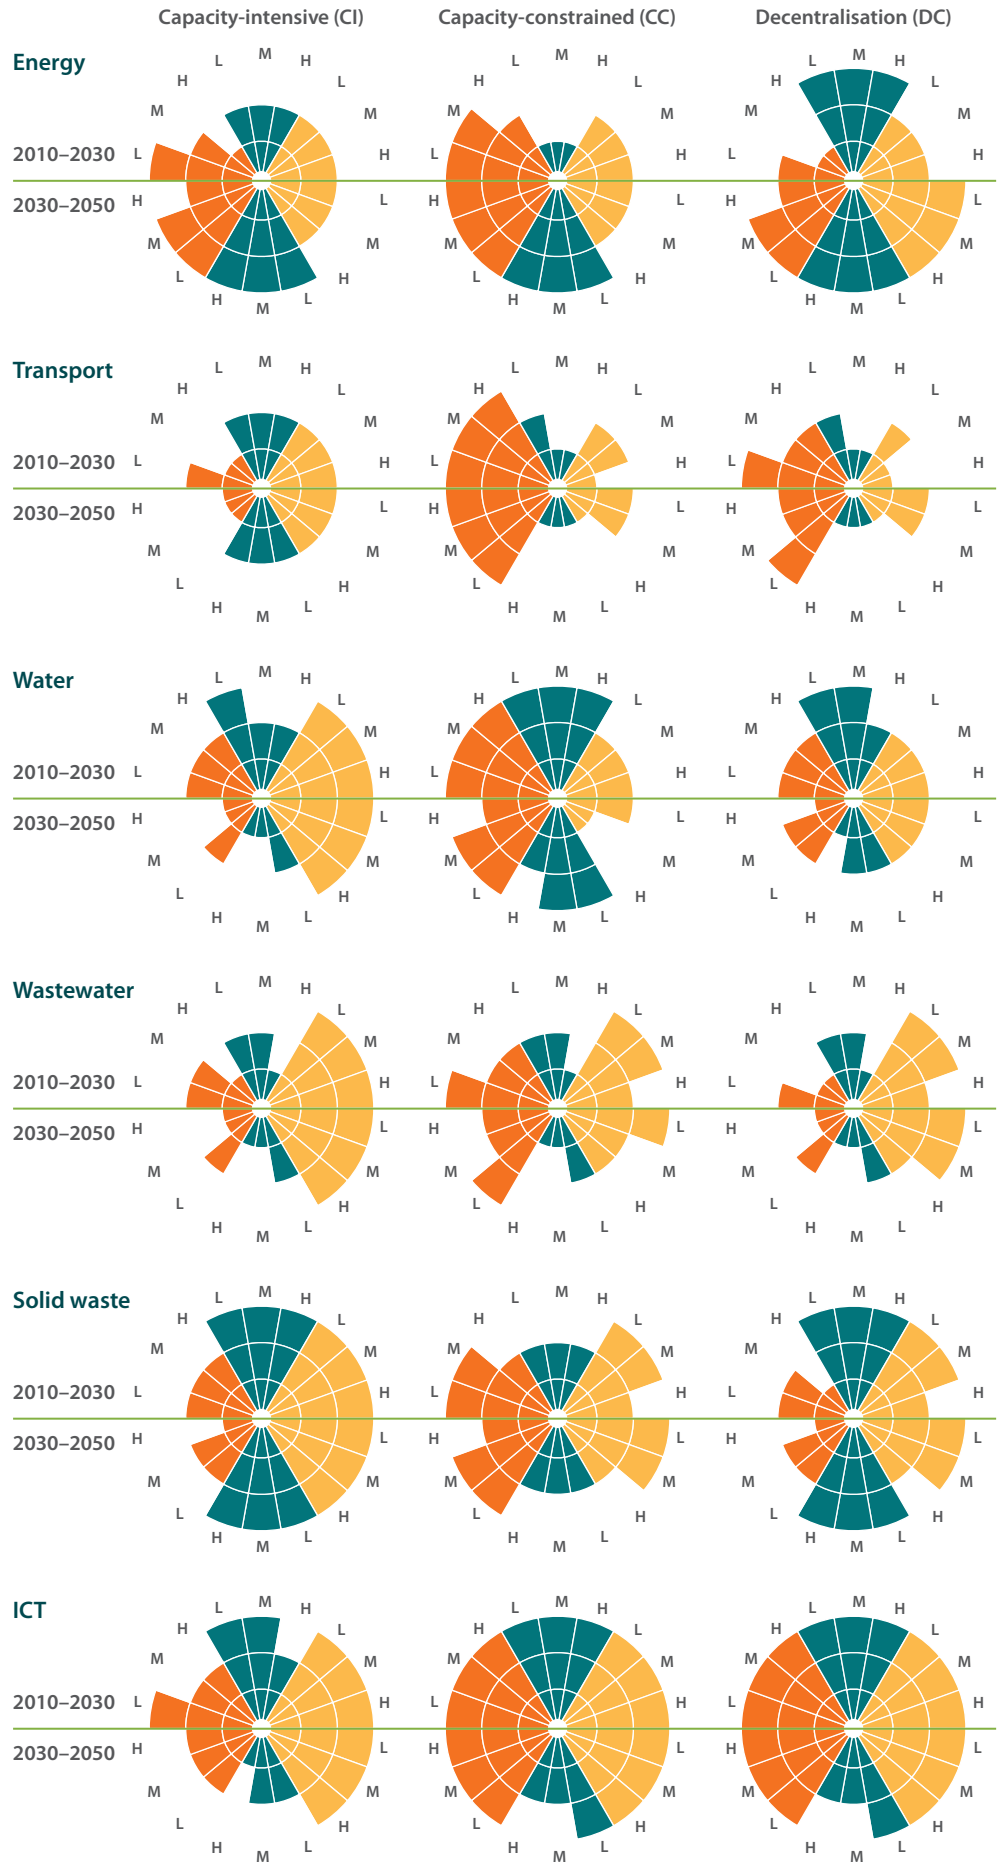 Capacity-intensive (CI) Capacity-constrained (CC) Decentralisation (DC)
Energy L M H L M H L M H
H L H L H L
M M M M M M
2010–2030 L H L H L H
2030–2050 H L H L H L
M M M M M M
L H L H L H
H M L H M L H M L
Transport L M H L M H L M H
H L H L H L
M M M M M M
2010–2030 L H L H L H
2030–2050 H L H L H L
M M M M M M
L H L H L H
H M L H M L H M L
Water L M H L M H L M H
H L H L H L
M M M M M M
2010–2030 L H L H L H
2030–2050 H L H L H L
M M M M M M
L H L H L H
H M L H M L H M L
Wastewater L M H L M H L M H
H L H L H L
M M M M M M
2010–2030 L H L H L H
2030–2050 H L H L H L
M M M M M M
L H L H L H
H M L H M L H M L
Solid waste L M H L M H L M H
H L H L H L
M M M M M M
2010–2030 L H L H L H
2030–2050 H L H L H L
M M M M M M
L H L H L H
H M L H M L H M L
ICT L M H L M H L M H
H L H L H L
M M M M M M
2010–2030 L H L H L H
2030–2050 H L H L H L
M M M M M M
L H L H L H
H M L H M L H M L